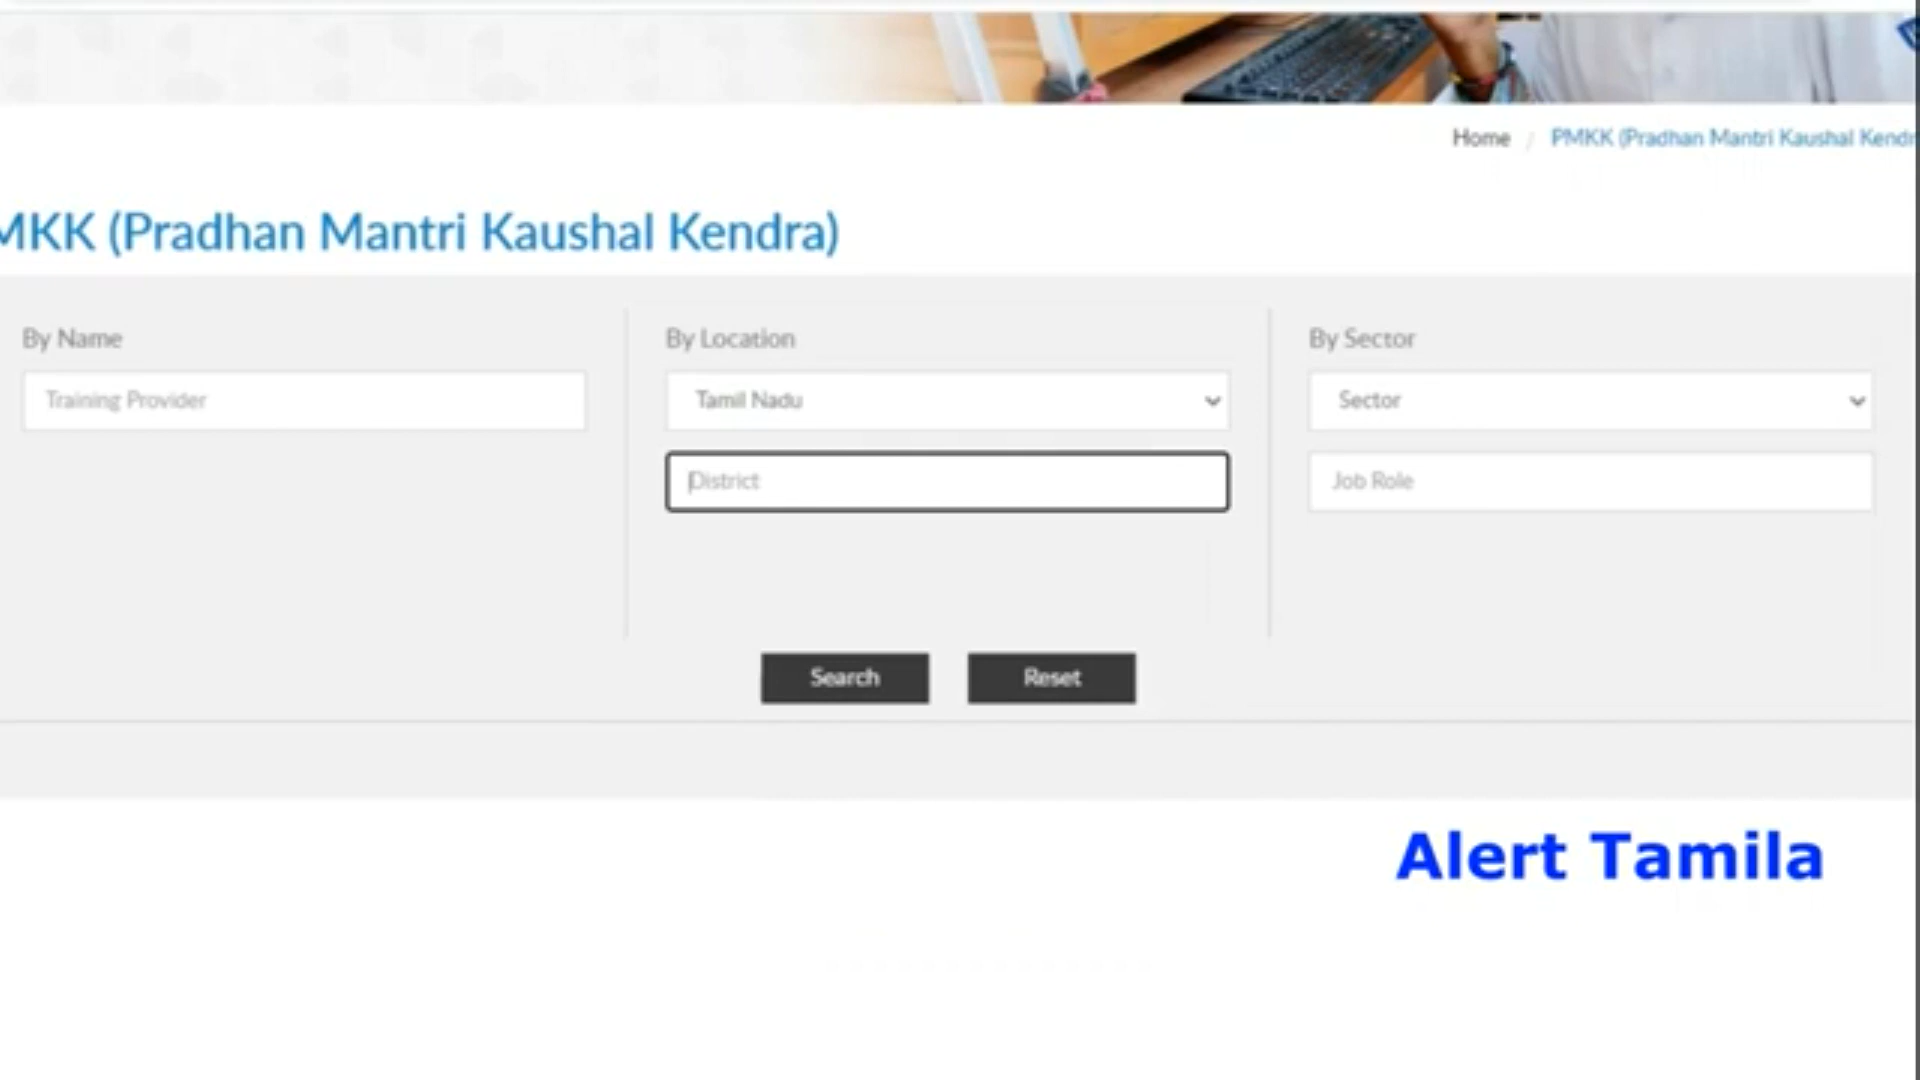 Home / PMKK (Pradhan Mantri Kaushal Kendr
MKK (Pradhan Mantri Kaushal Kendra)
By Name
Training Provider
By Location
Tamil Nadu
District
By Sector
Sector
Job Role
Search
Reset
Alert Tamila